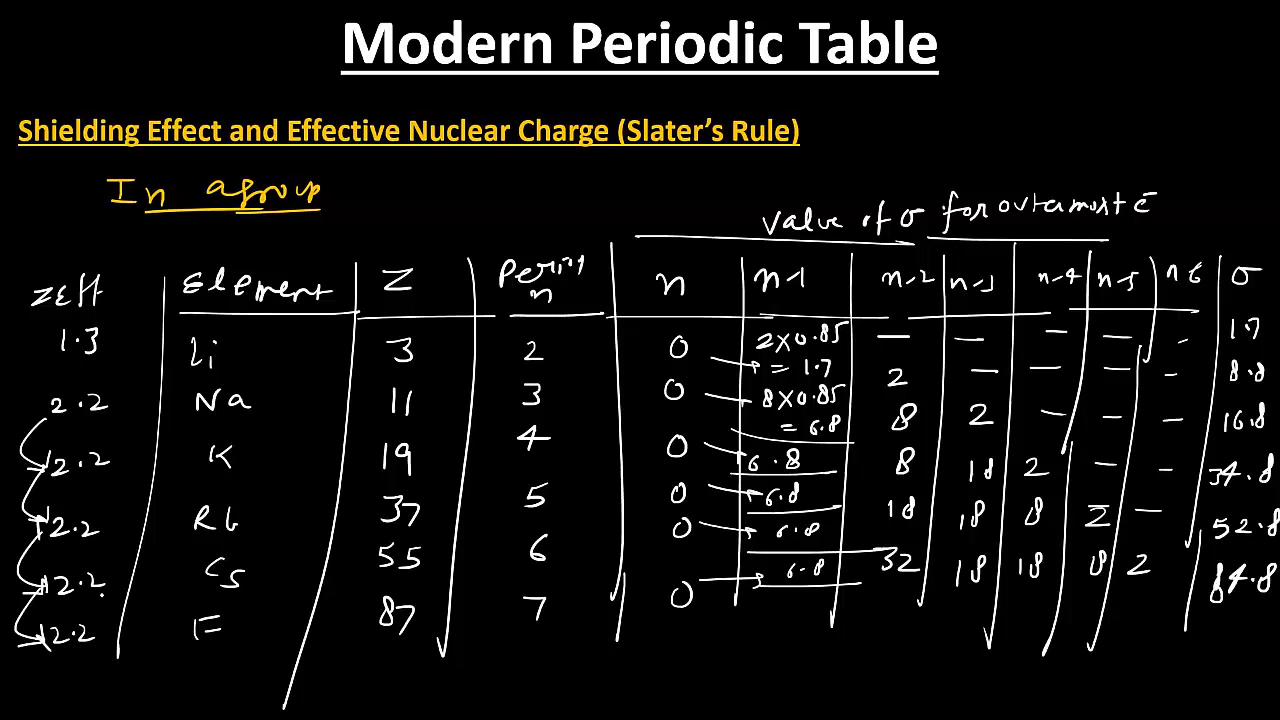 Modern Periodic Table
Shielding Effect and Effective Nuclear Charge (Slater's Rule)
In a group
value of σ for outermost e̅
Zeff Element Z Period n n n-1 n-2 n-3 n-4 n-5 n-6 σ
1.3 Li 3 2 0 2×0.85 = 1.7 — — — — - 1.7
2.2 Na 11 3 0 8×0.85 = 6.8 2 — — — - 8.8
2.2 K 19 4 0 6.8 8 2 - — - 16.8
2.2 Rb 37 5 0 6.8 8 18 2 - - 34.8
2.2 Cs 55 6 0 6.8 18 18 8 2 — 52.8
2.2 F 87 7 0 6.8 32 18 18 8 2 84.8